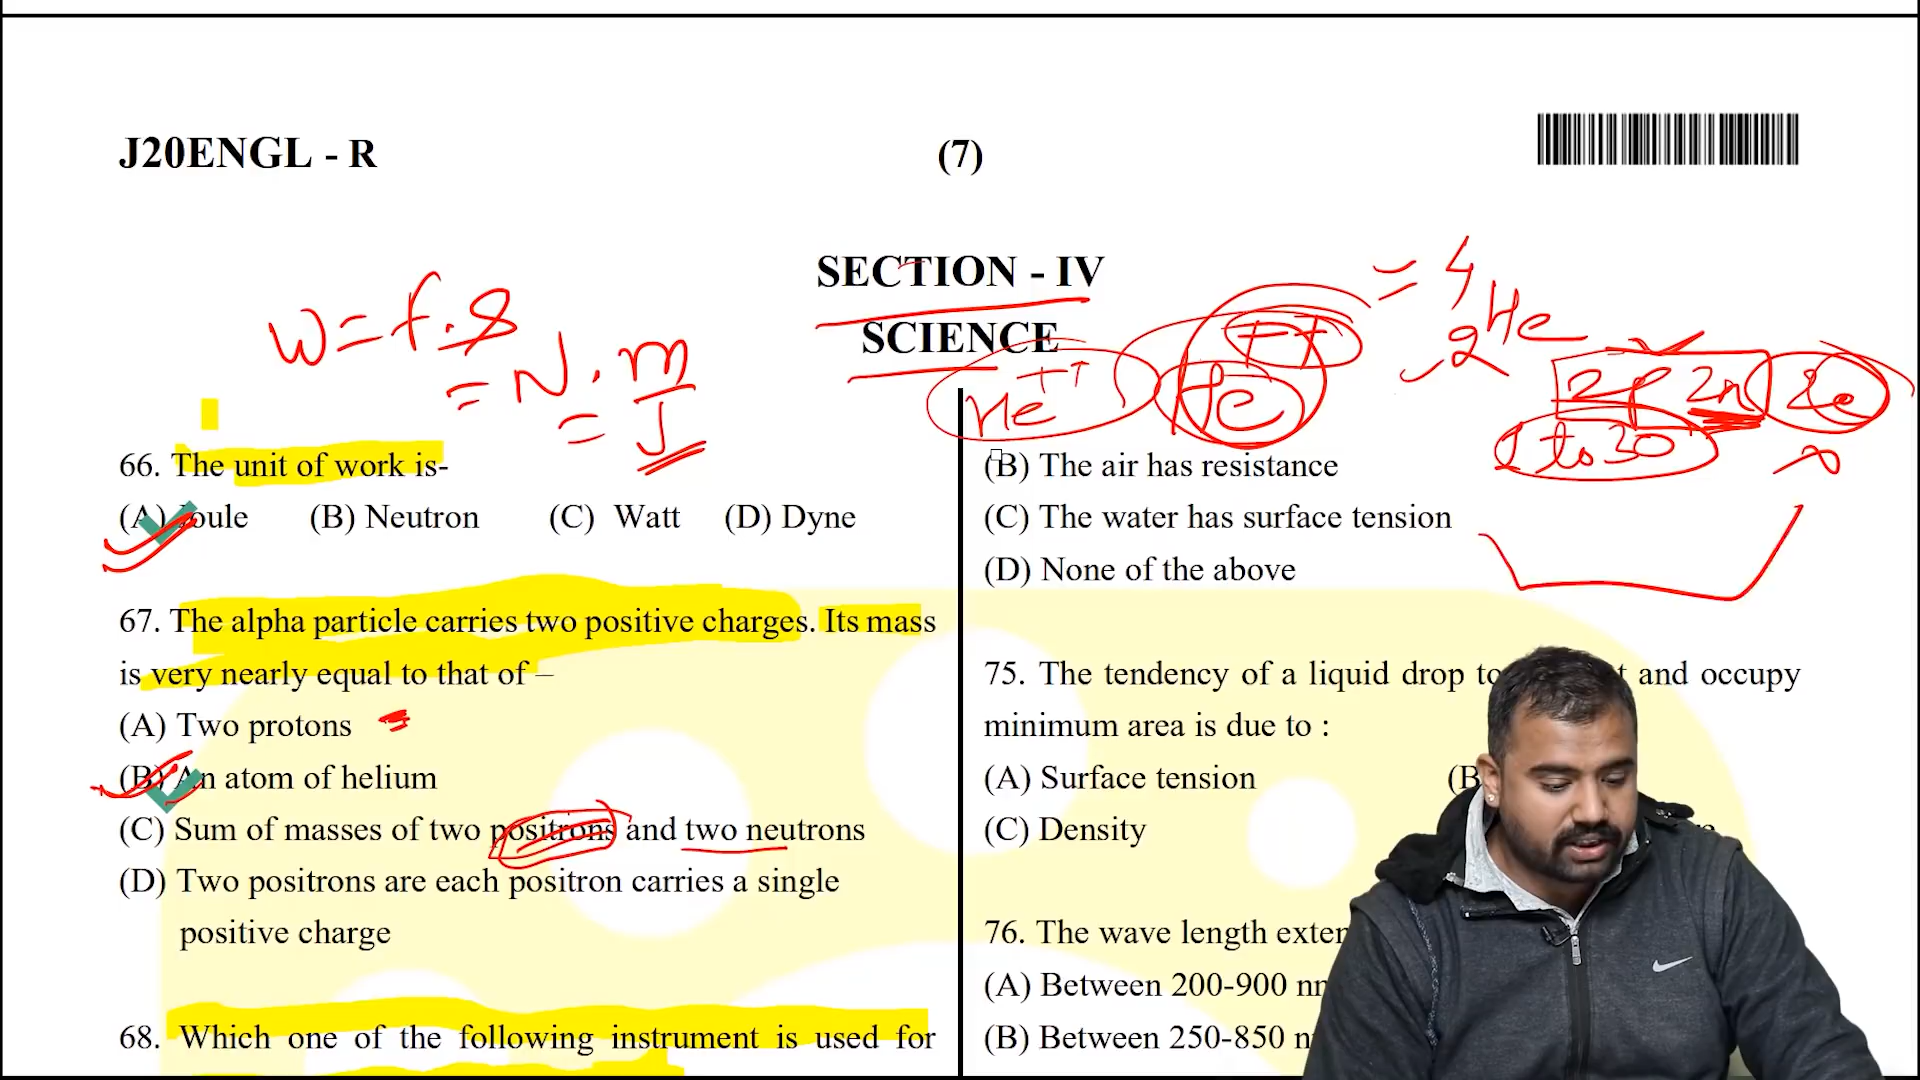 J20ENGL - R
(7)
SECTION - IV
SCIENCE
W = f.s
= N.m
= J
He++
He ++
= 4
2 He
2p 2n 2e
1 to 30
66. The unit of work is-
(A) Joule (B) Neutron (C) Watt (D) Dyne
67. The alpha particle carries two positive charges. Its mass
is very nearly equal to that of –
(A) Two protons
(B) An atom of helium
(C) Sum of masses of two positrons and two neutrons
(D) Two positrons are each positron carries a single
positive charge
68. Which one of the following instrument is used for
(B) The air has resistance
(C) The water has surface tension
(D) None of the above
75. The tendency of a liquid drop to and occupy
minimum area is due to :
(A) Surface tension (B
(C) Density
76. The wave length
(A) Between 200-900
(B) Between 250-850